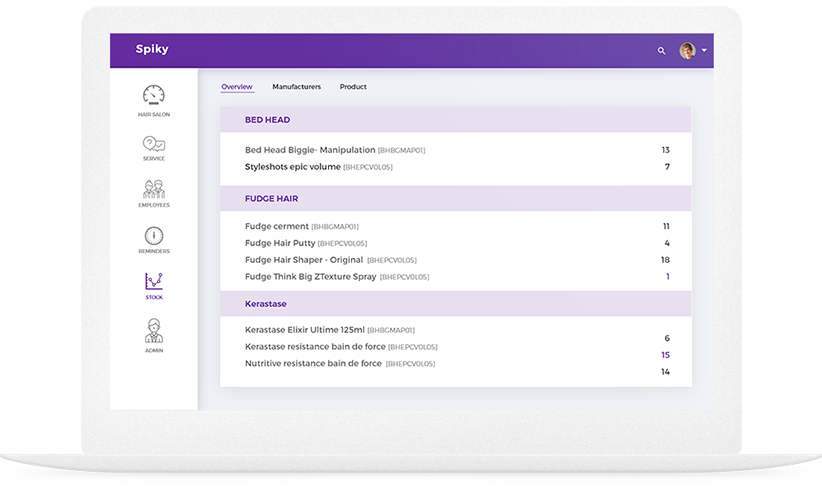 Spiky
HAIR SALON
SERVICE
EMPLOYEES
REMINDERS
STOCK
ADMIN
Overview Manufacturers Product
BED HEAD
Bed Head Biggie- Manipulation [BHBGMAP01] 13
Styleshots epic volume [BHEPCV0L05] 7
FUDGE HAIR
Fudge cerment [BHBGMAP01] 11
Fudge Hair Putty [BHEPCV0L05] 4
Fudge Hair Shaper - Original [BHEPCV0L05] 18
Fudge Think Big ZTexture Spray [BHEPCV0L05] 1
Kerastase
Kerastase Elixir Ultime 125ml [BHBGMAP01] 6
Kerastase resistance bain de force [BHEPCV0L05] 15
Nutritive resistance bain de force [BHEPCV0L05] 14